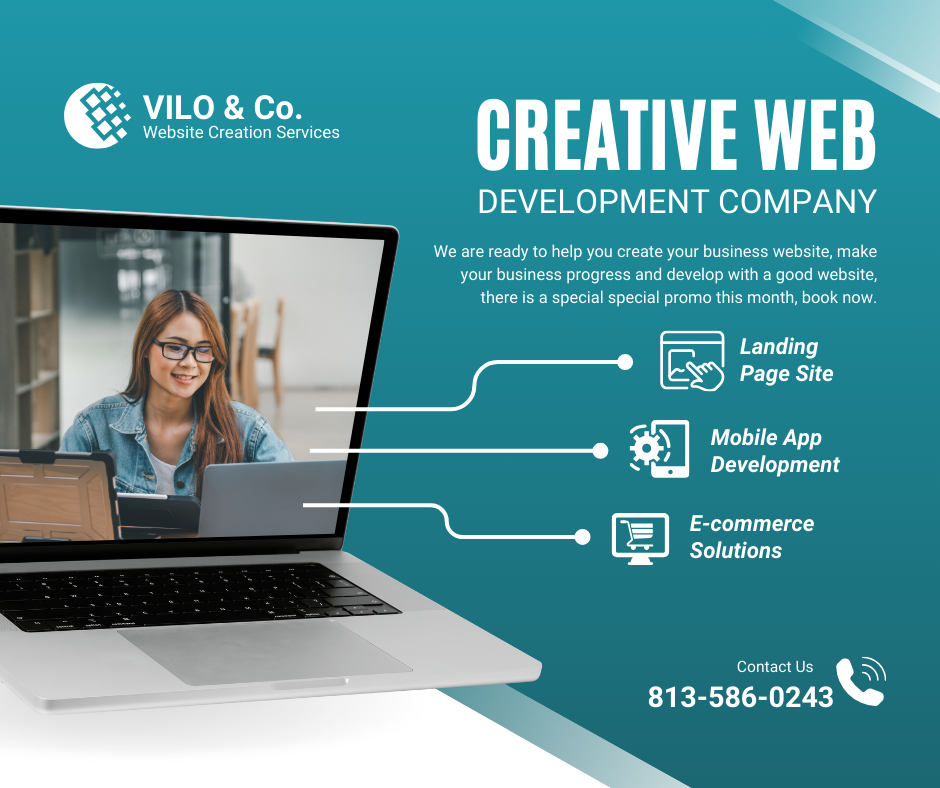 VILO & Co.
Website Creation Services
CREATIVE WEB
DEVELOPMENT COMPANY
We are ready to help you create your business website, make
your business progress and develop with a good website,
there is a special special promo this month, book now.
Landing
Page Site
Mobile App
Development
E-commerce
Solutions
Contact Us
813-586-0243